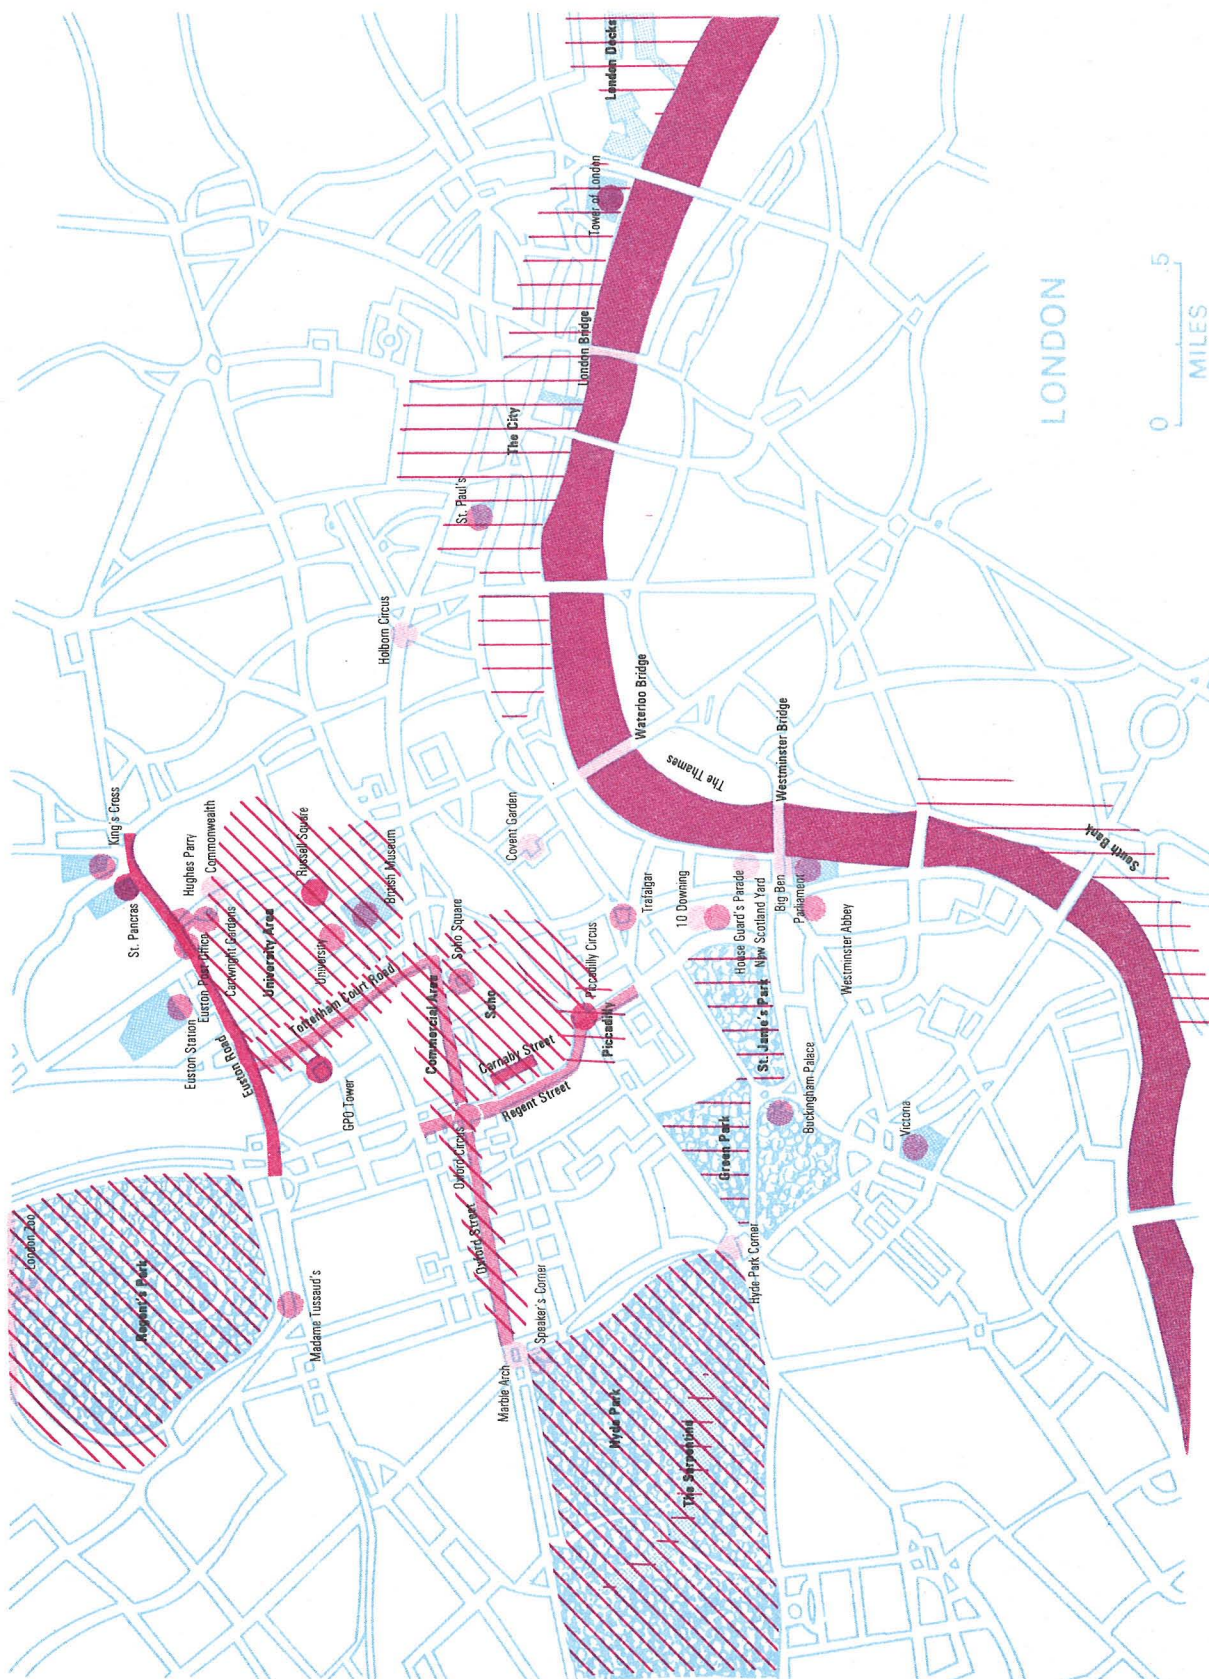 London Zoo
Regent's Park
King's Cross
St. Pancras
Hughes Parry
Commonwealth
Euston Station
Euston Post Office
Cartwright Gardens
Euston Road
University Area
Russell Square
University
Tottenham Court Road
British Museum
GPO Tower
Madame Tussaud's
Holborn Circus
Commercial Area
Soho Square
Soho
Oxford Circus
Oxford Street
Carnaby Street
Regent Street
Marble Arch
Speaker's Corner
St. Paul's
The City
Covent Garden
London Bridge
Tower of London
London Docks
Piccadilly Circus
Piccadilly
Hyde Park
The Serpentine
Waterloo Bridge
Trafalgar
10 Downing
The Thames
House Guard's Parade
New Scotland Yard
St. Jame's Park
Green Park
Hyde Park Corner
Westminster Bridge
Big Ben
Parliament
Buckingham Palace
Westminster Abbey
Victoria
South Bank
LONDON
0 .5
MILES